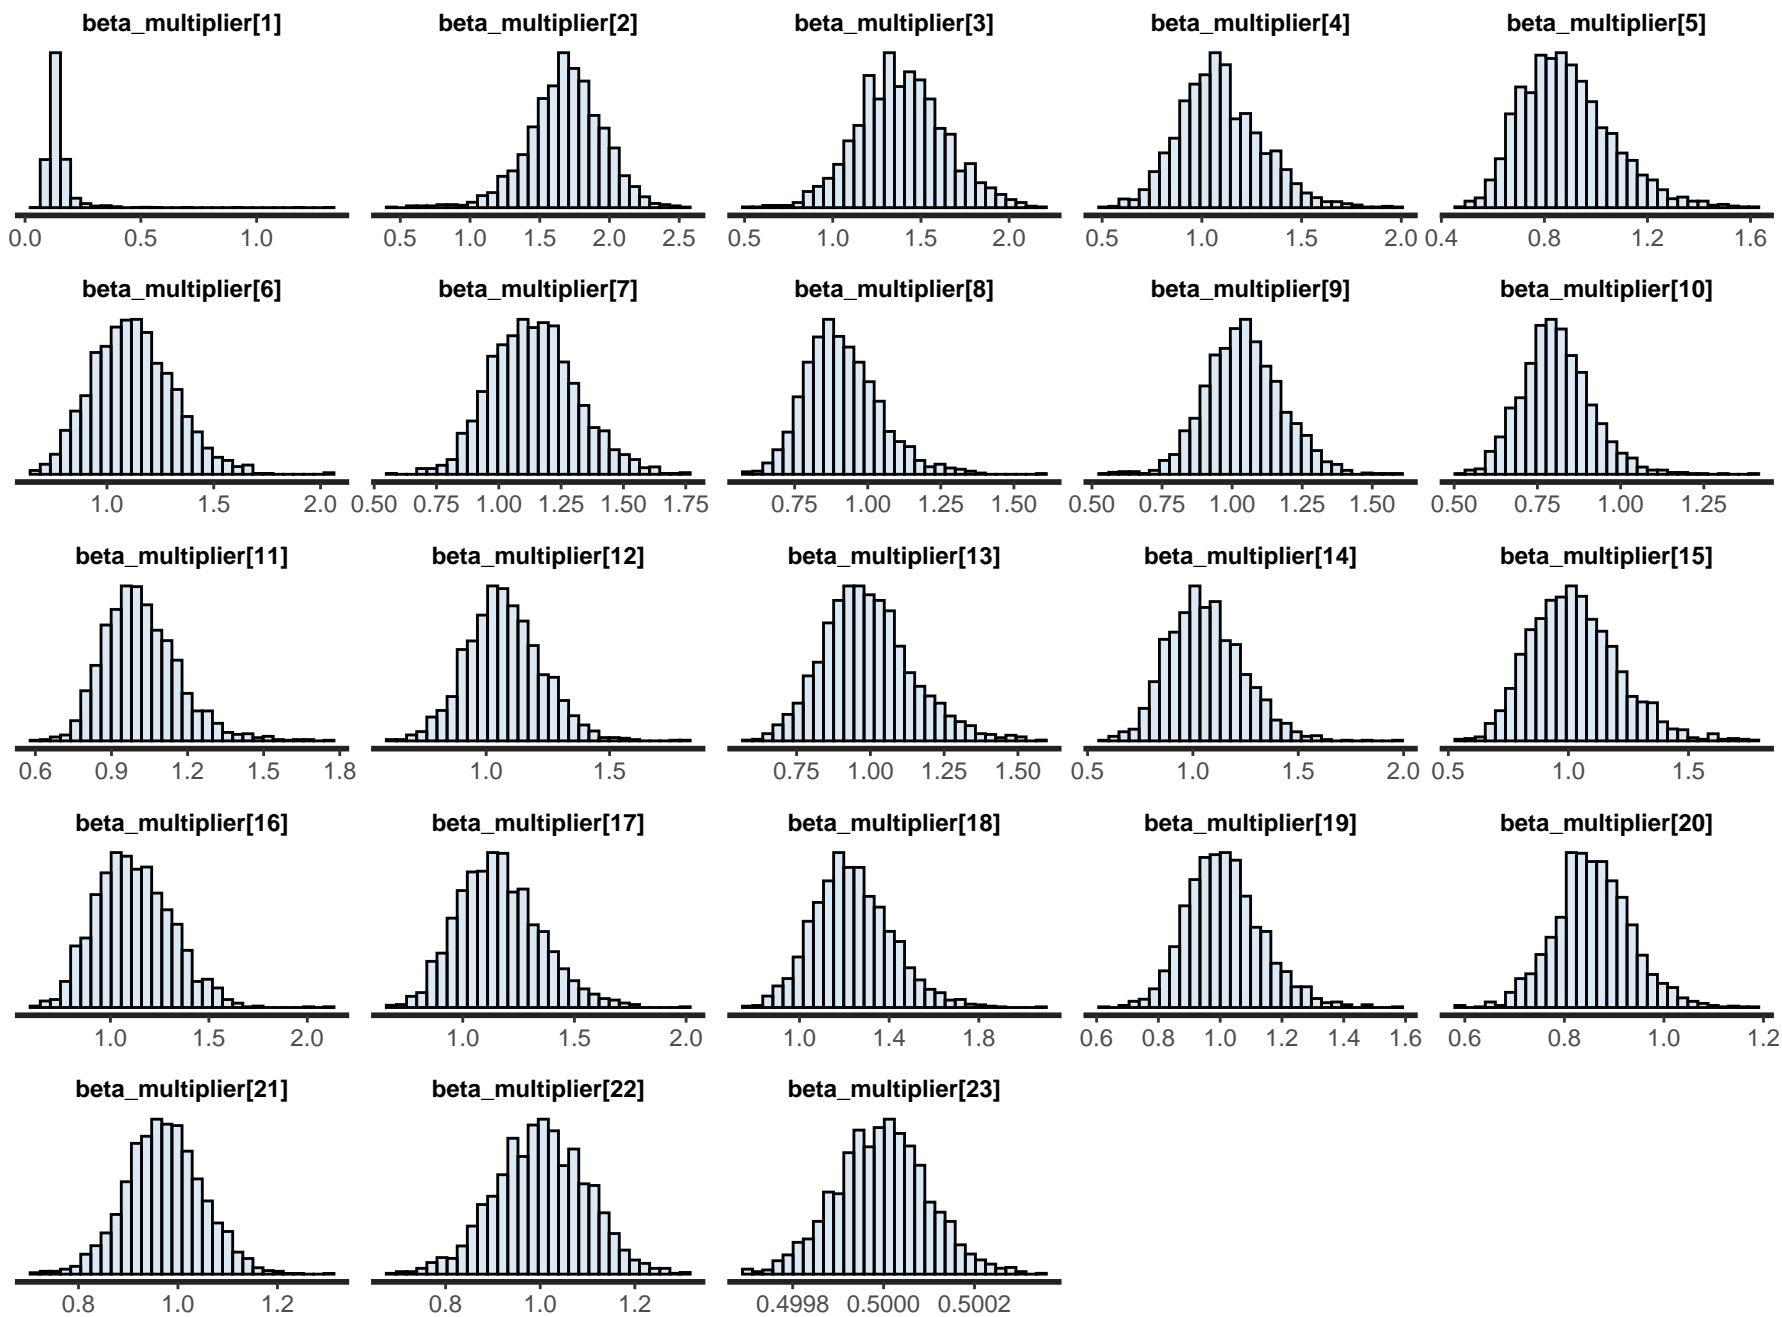 beta_multiplier[1] beta_multiplier[2] beta_multiplier[3] beta_multiplier[4] beta_multiplier[5]
0.0 0.5 1.0 0.5 1.0 1.5 2.0 2.5 0.5 1.0 1.5 2.0 0.5 1.0 1.5 2.0 0.4 0.8 1.2 1.6
beta_multiplier[6] beta_multiplier[7] beta_multiplier[8] beta_multiplier[9] beta_multiplier[10]
1.0 1.5 2.0 0.50 0.75 1.00 1.25 1.50 1.75 0.75 1.00 1.25 1.50 0.50 0.75 1.00 1.25 1.50 0.50 0.75 1.00 1.25
beta_multiplier[11] beta_multiplier[12] beta_multiplier[13] beta_multiplier[14] beta_multiplier[15]
0.6 0.9 1.2 1.5 1.8 1.0 1.5 0.75 1.00 1.25 1.50 0.5 1.0 1.5 2.0 0.5 1.0 1.5
beta_multiplier[16] beta_multiplier[17] beta_multiplier[18] beta_multiplier[19] beta_multiplier[20]
1.0 1.5 2.0 1.0 1.5 2.0 1.0 1.4 1.8 0.6 0.8 1.0 1.2 1.4 1.6 0.6 0.8 1.0 1.2
beta_multiplier[21] beta_multiplier[22] beta_multiplier[23]
0.8 1.0 1.2 0.8 1.0 1.2 0.4998 0.5000 0.5002